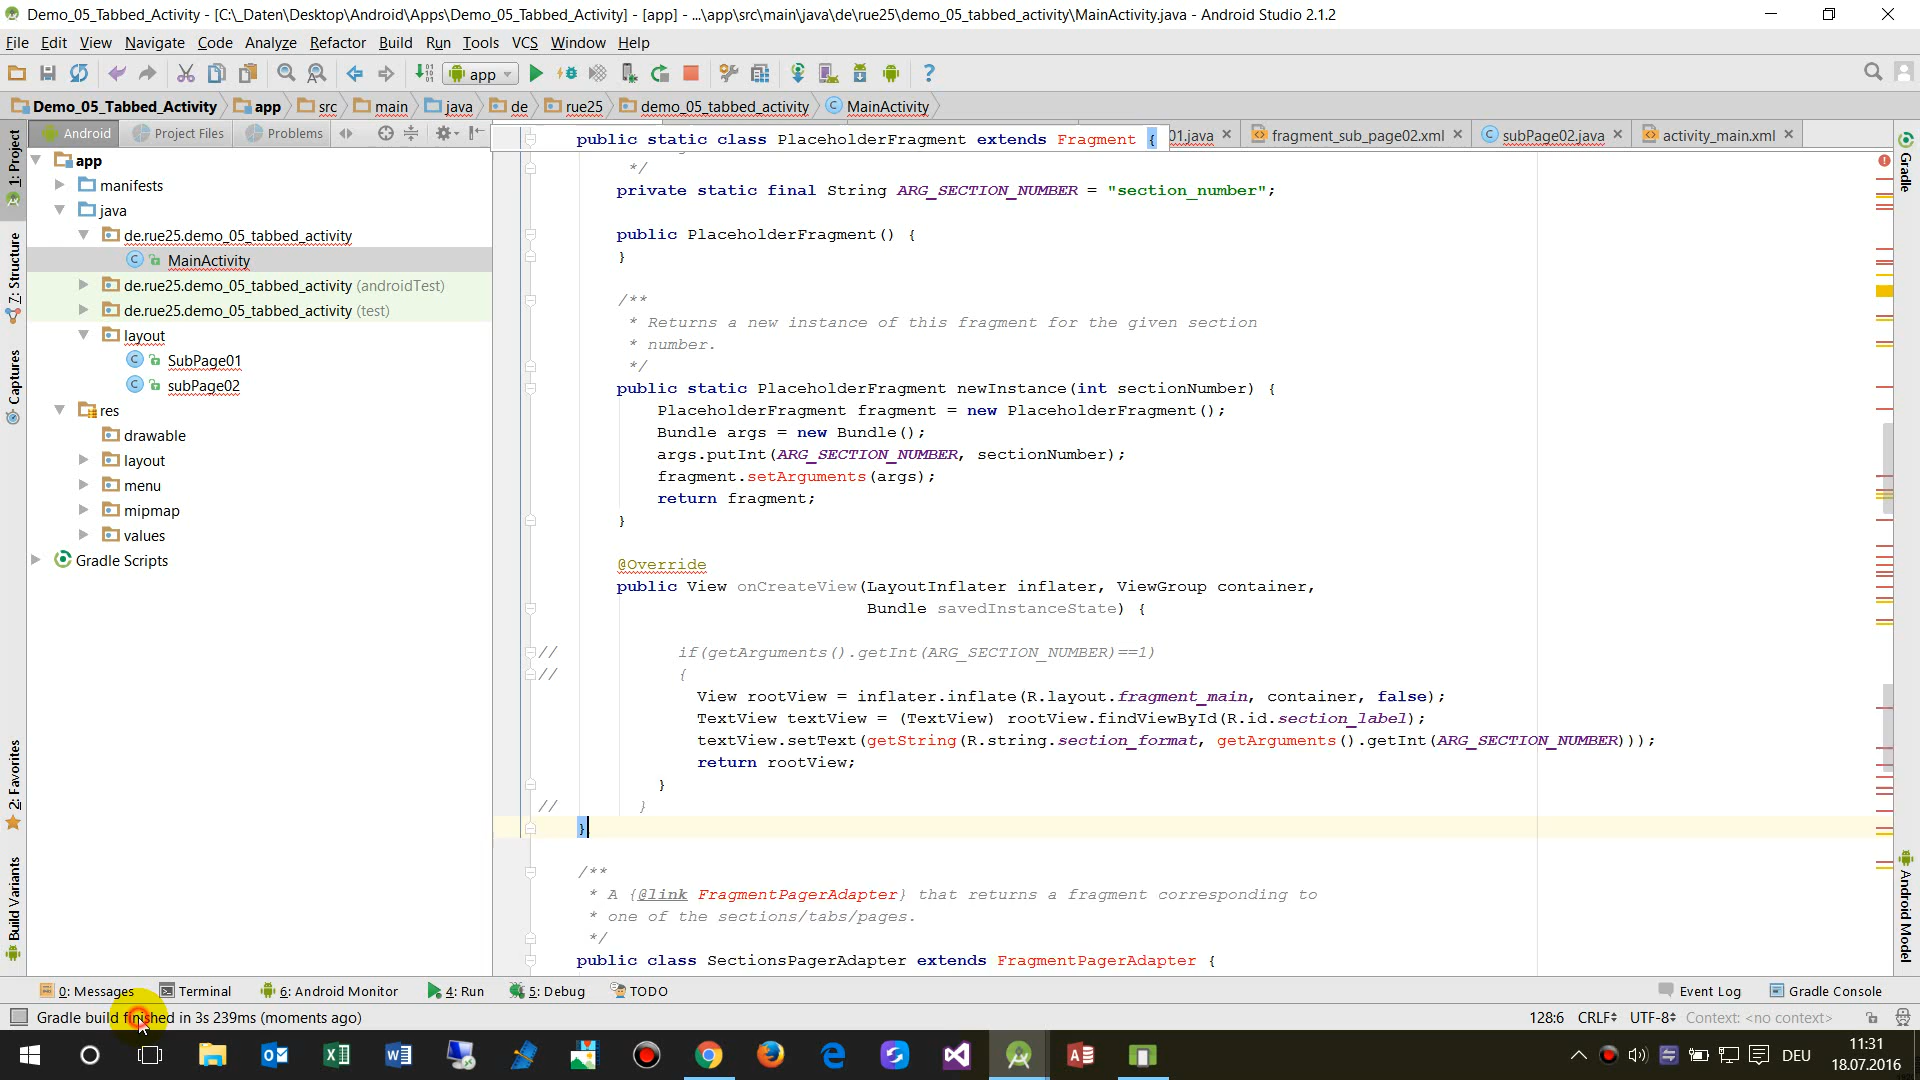 Demo_05_Tabbed_Activity - [C:\_Daten\Desktop\Android\Apps\Demo_05_Tabbed_Activity] - [app] - ...\app\src\main\java\de\rue25\demo_05_tabbed_activity\MainActivity.java - Android Studio 2.1.2
File Edit View Navigate Code Analyze Refactor Build Run Tools VCS Window Help
app
Demo_05_Tabbed_Activity app src main java de rue25 demo_05_tabbed_activity MainActivity
Android Project Files Problems
01.java fragment_sub_page02.xml subPage02.java activity_main.xml
1: Project
7: Structure
Captures
2: Favorites
Build Variants
app
manifests
java
de.rue25.demo_05_tabbed_activity
MainActivity
de.rue25.demo_05_tabbed_activity (androidTest)
de.rue25.demo_05_tabbed_activity (test)
layout
SubPage01
subPage02
res
drawable
layout
menu
mipmap
values
Gradle Scripts
public static class PlaceholderFragment extends Fragment {
*/
private static final String ARG_SECTION_NUMBER = "section_number";
public PlaceholderFragment() {
}
/**
* Returns a new instance of this fragment for the given section
* number.
*/
public static PlaceholderFragment newInstance(int sectionNumber) {
PlaceholderFragment fragment = new PlaceholderFragment();
Bundle args = new Bundle();
args.putInt(ARG_SECTION_NUMBER, sectionNumber);
fragment.setArguments(args);
return fragment;
}
@Override
public View onCreateView(LayoutInflater inflater, ViewGroup container,
Bundle savedInstanceState) {
// if(getArguments().getInt(ARG_SECTION_NUMBER)==1)
// {
View rootView = inflater.inflate(R.layout.fragment_main, container, false);
TextView textView = (TextView) rootView.findViewById(R.id.section_label);
textView.setText(getString(R.string.section_format, getArguments().getInt(ARG_SECTION_NUMBER)));
return rootView;
}
// }
}
/**
* A {@link FragmentPagerAdapter} that returns a fragment corresponding to
* one of the sections/tabs/pages.
*/
public class SectionsPagerAdapter extends FragmentPagerAdapter {
Gradle
Android Model
0: Messages Terminal 6: Android Monitor 4: Run 5: Debug TODO Event Log Gradle Console
Gradle build finished in 3s 239ms (moments ago) 128:6 CRLF UTF-8 Context: <no context>
DEU
11:31
18.07.2016